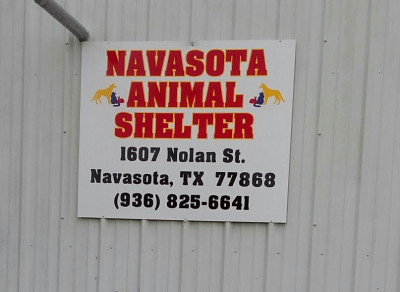 NAVASOTA
ANIMAL
SHELTER
1607 Nolan St.
Navasota, TX 77868
(936) 825-6641